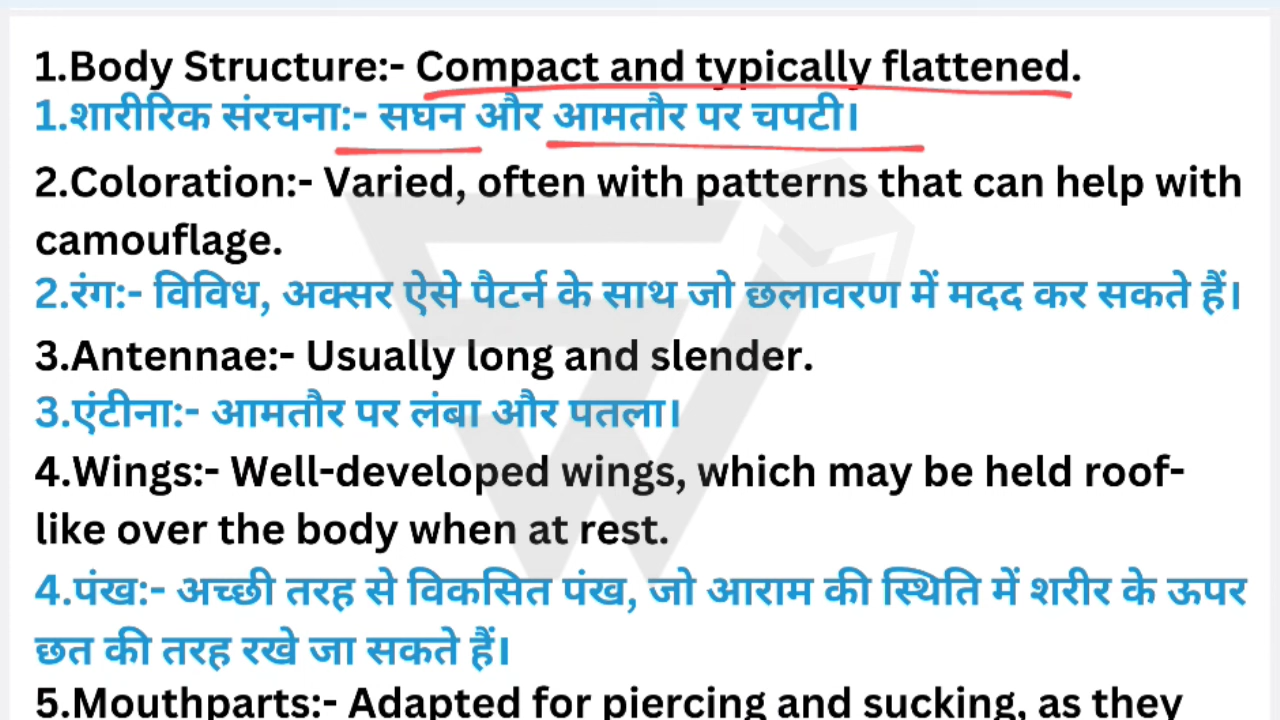 1.Body Structure:- Compact and typically flattened.
1.शारीरिक संरचना:- सघन और आमतौर पर चपटी।
2.Coloration:- Varied, often with patterns that can help with
camouflage.
2.रंग:- विविध, अक्सर ऐसे पैटर्न के साथ जो छलावरण में मदद कर सकते हैं।
3.Antennae:- Usually long and slender.
3.एंटीना:- आमतौर पर लंबा और पतला।
4.Wings:- Well-developed wings, which may be held roof-
like over the body when at rest.
4.पंख:- अच्छी तरह से विकसित पंख, जो आराम की स्थिति में शरीर के ऊपर
छत की तरह रखे जा सकते हैं।
5.Mouthparts:- Adapted for piercing and sucking, as they